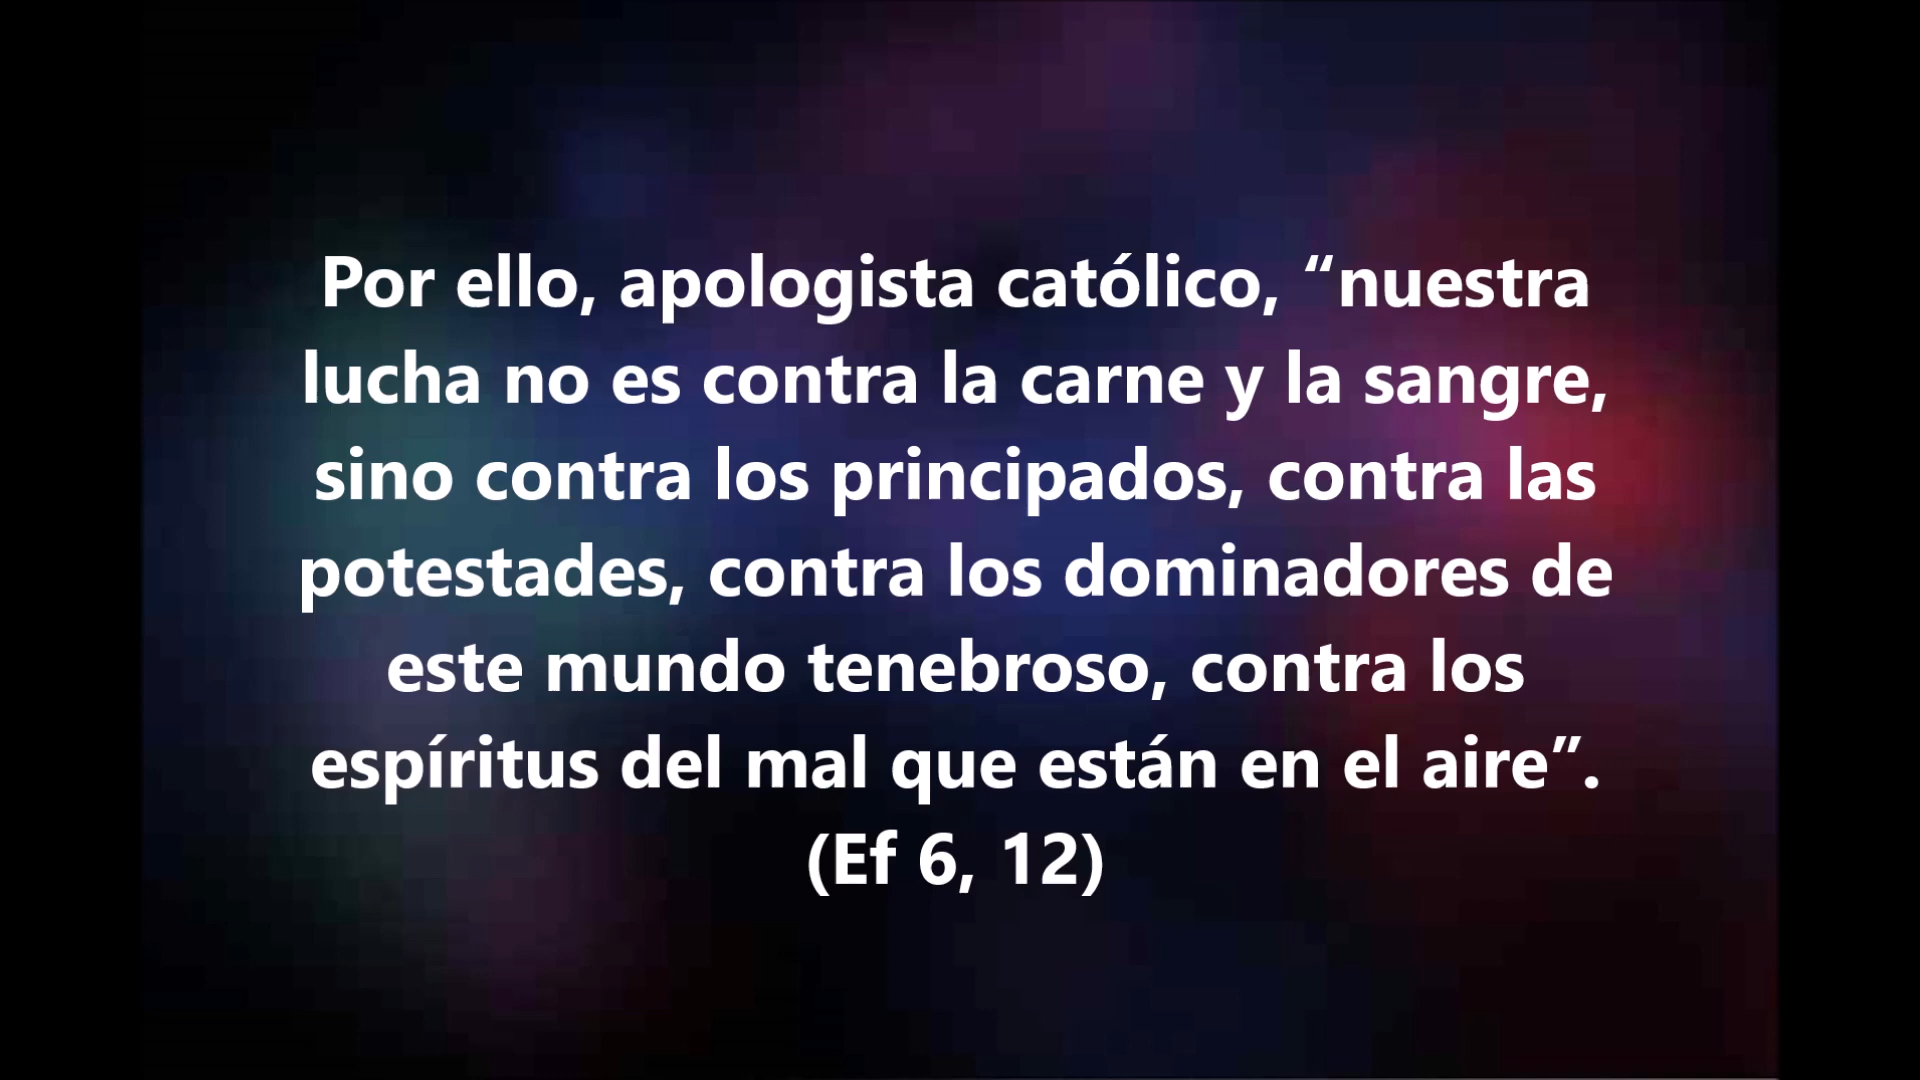 Por ello, apologista católico, “nuestra
lucha no es contra la carne y la sangre,
sino contra los principados, contra las
potestades, contra los dominadores de
este mundo tenebroso, contra los
espíritus del mal que están en el aire”.
(Ef 6, 12)